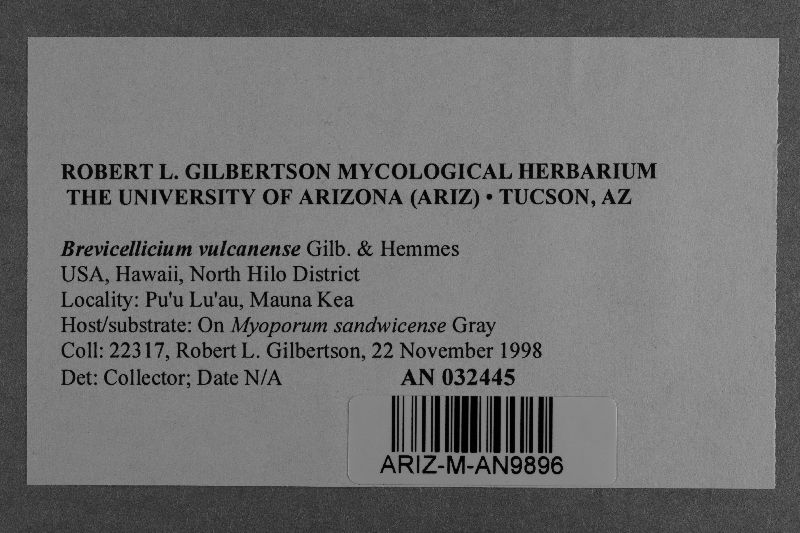 ROBERT L. GILBERTSON MYCOLOGICAL HERBARIUM
THE UNIVERSITY OF ARIZONA (ARIZ) • TUCSON, AZ
Brevicellicium vulcanense Gilb. & Hemmes
USA, Hawaii, North Hilo District
Locality: Pu'u Lu'au, Mauna Kea
Host/substrate: On Myoporum sandwicense Gray
Coll: 22317, Robert L. Gilbertson, 22 November 1998
Det: Collector; Date N/A AN 032445
ARIZ-M-AN9896